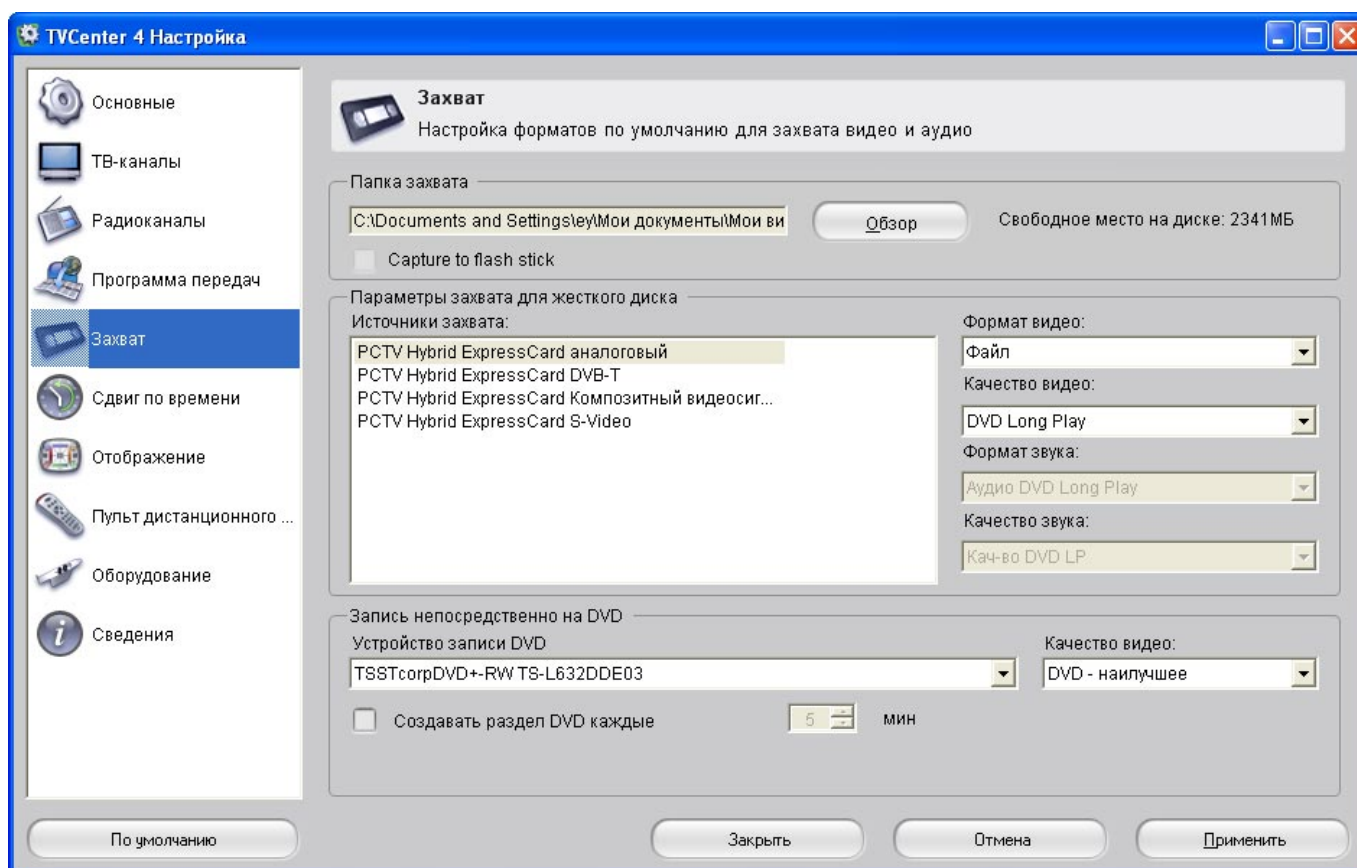 TVCenter 4 Настройка
Основные
ТВ-каналы
Радиоканалы
Программа передач
Захват
Сдвиг по времени
Отображение
Пульт дистанционного ...
Оборудование
Сведения
Захват
Настройка форматов по умолчанию для захвата видео и аудио
Папка захвата
C:\Documents and Settings\ey\Мои документы\Мои ви
Обзор
Свободное место на диске: 2341МБ
Capture to flash stick
Параметры захвата для жесткого диска
Источники захвата:
PCTV Hybrid ExpressCard аналоговый
PCTV Hybrid ExpressCard DVB-T
PCTV Hybrid ExpressCard Композитный видеосиг...
PCTV Hybrid ExpressCard S-Video
Формат видео:
Файл
Качество видео:
DVD Long Play
Формат звука:
Аудио DVD Long Play
Качество звука:
Кач-во DVD LP
Запись непосредственно на DVD
Устройство записи DVD
TSSTcorpDVD+-RW TS-L632DDE03
Качество видео:
DVD - наилучшее
Создавать раздел DVD каждые 5 мин
По умолчанию
Закрыть
Отмена
Применить